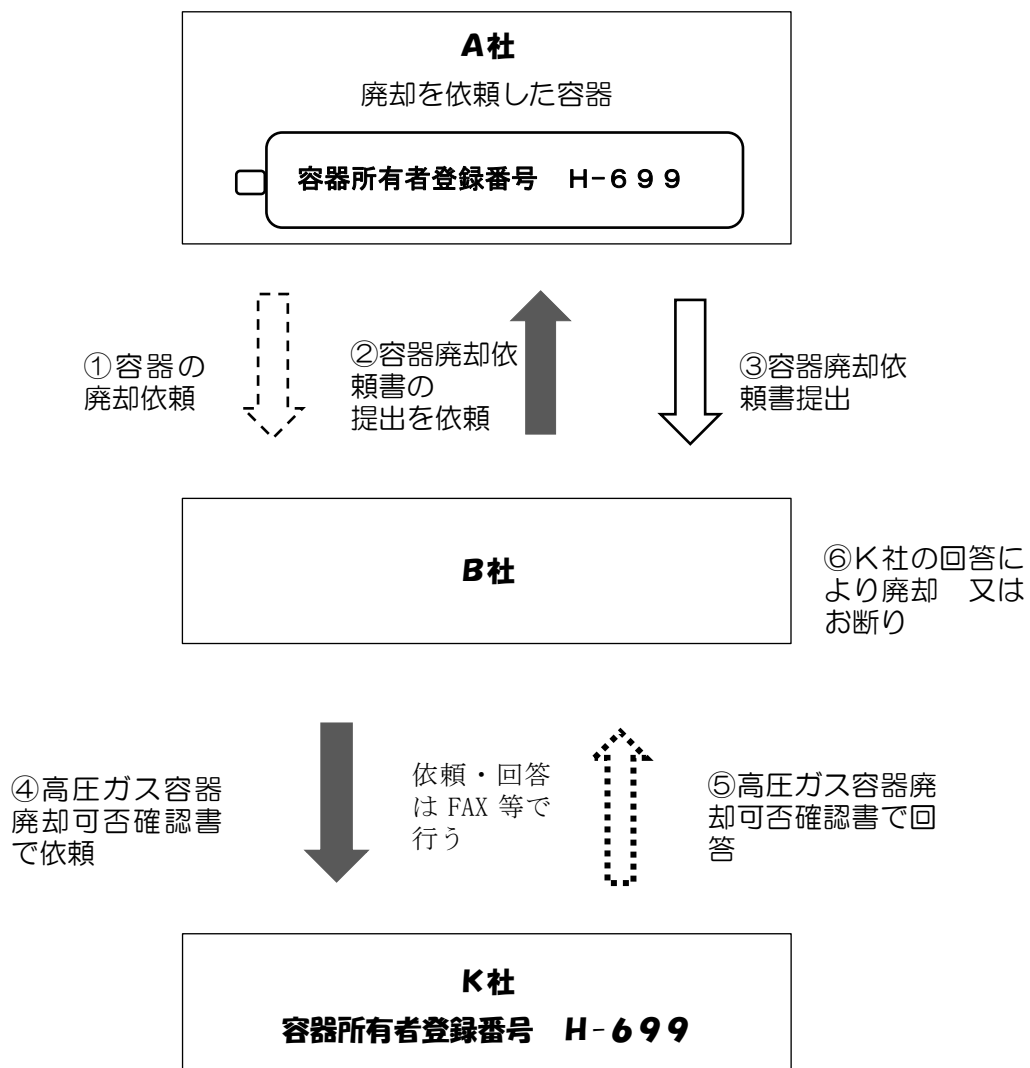 A社
廃却を依頼した容器
容器所有者登録番号　H-699
①容器の
廃却依頼
②容器廃却依
頼書の
提出を依頼
③容器廃却依
頼書提出
B社
⑥K社の回答に
より廃却　又は
お断り
④高圧ガス容器
廃却可否確認書
で依頼
依頼・回答
は FAX 等で
行う
⑤高圧ガス容器廃
却可否確認書で回
答
K社
容器所有者登録番号　H-699